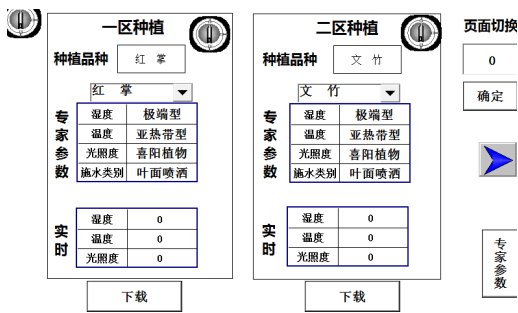 一区种植
种植品种 红掌
红 掌
专家参数
湿度 极端型
温度 亚热带型
光照度 喜阳植物
施水类别 叶面喷洒
实时
湿度 0
温度 0
光照度 0
下载
二区种植
种植品种 文竹
文 竹
专家参数
湿度 极端型
温度 亚热带型
光照度 喜阳植物
施水类别 叶面喷洒
实时
湿度 0
温度 0
光照度 0
下载
页面切换
0
确定
专家参数